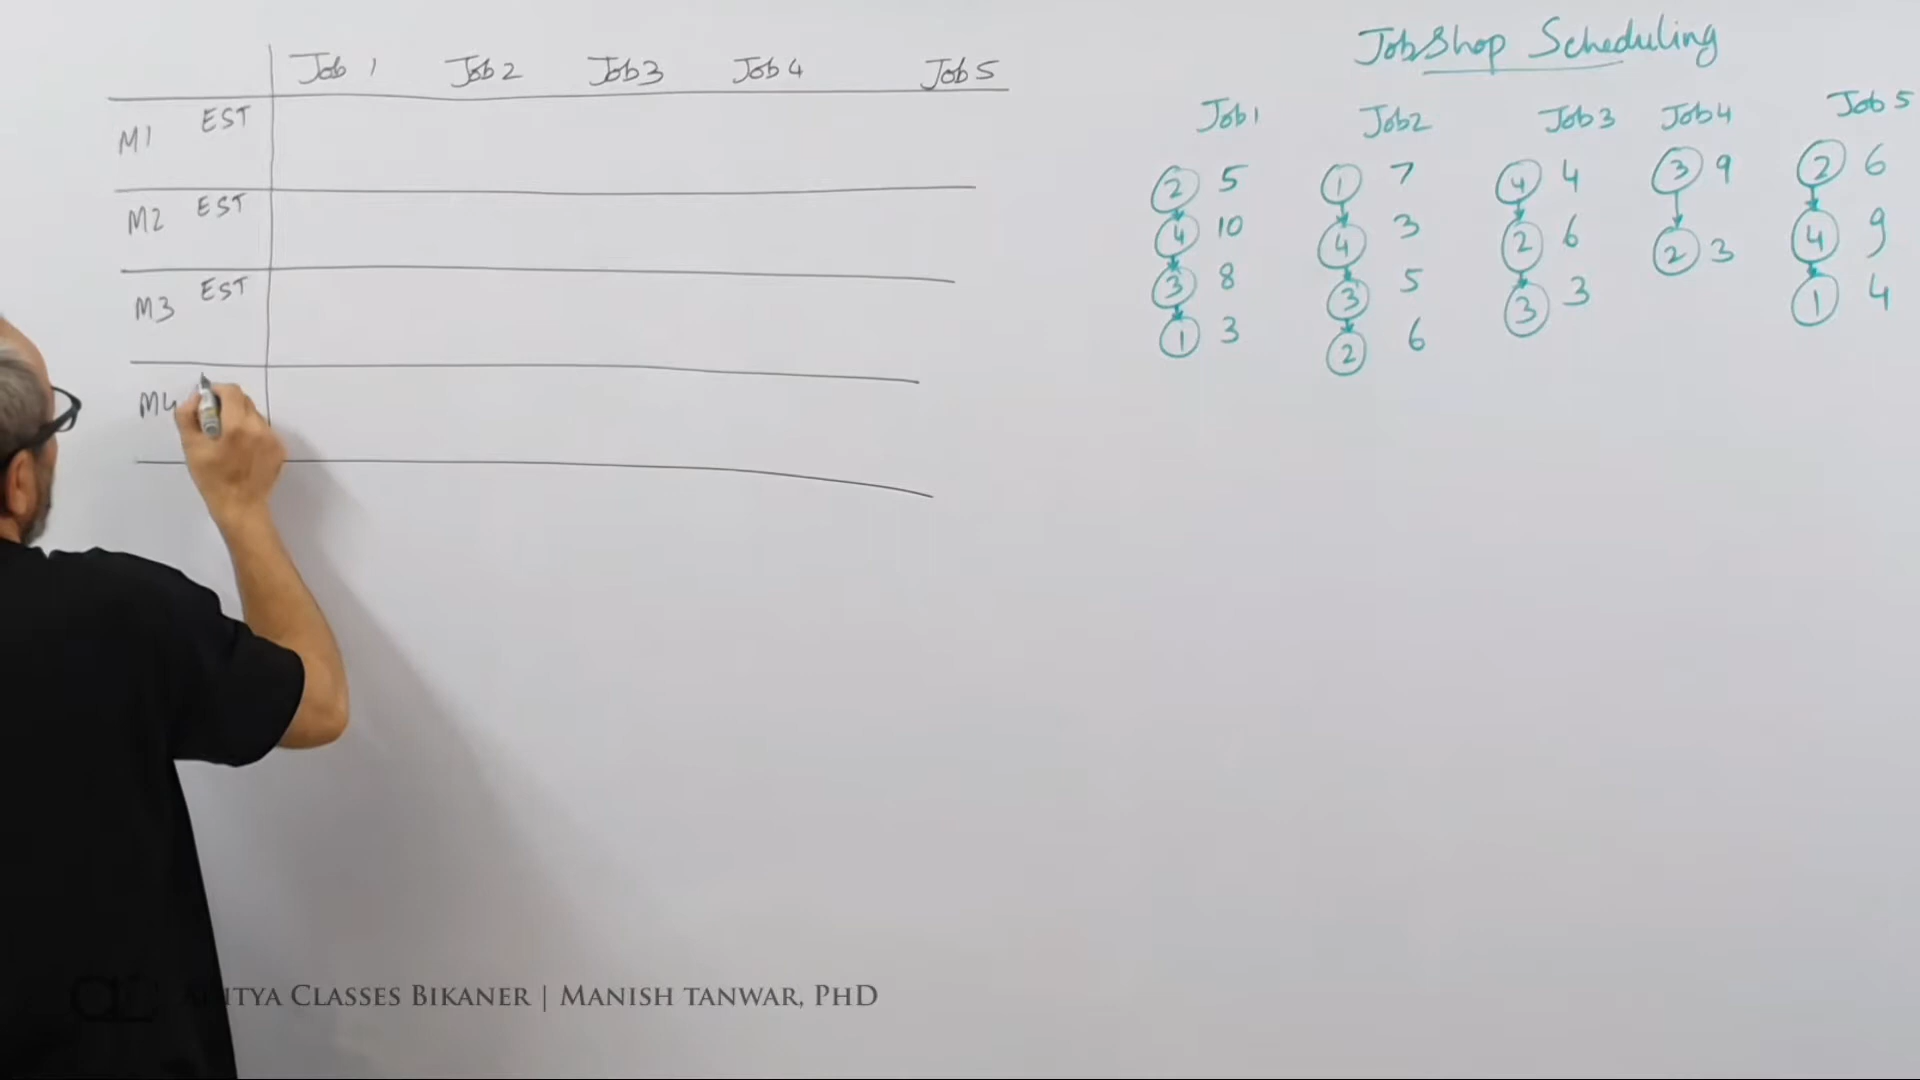 Job 1 Job 2 Job 3 Job 4 Job 5
M1 EST
M2 EST
M3 EST
M4
JobShop Scheduling
Job 1 Job 2 Job 3 Job 4 Job 5
2 5 1 7 4 4 3 9 2 6
4 10 4 3 2 6 2 3 4 9
3 8 3 5 3 3 1 4
1 3 2 6
Classes Bikaner | Manish tanwar, PhD